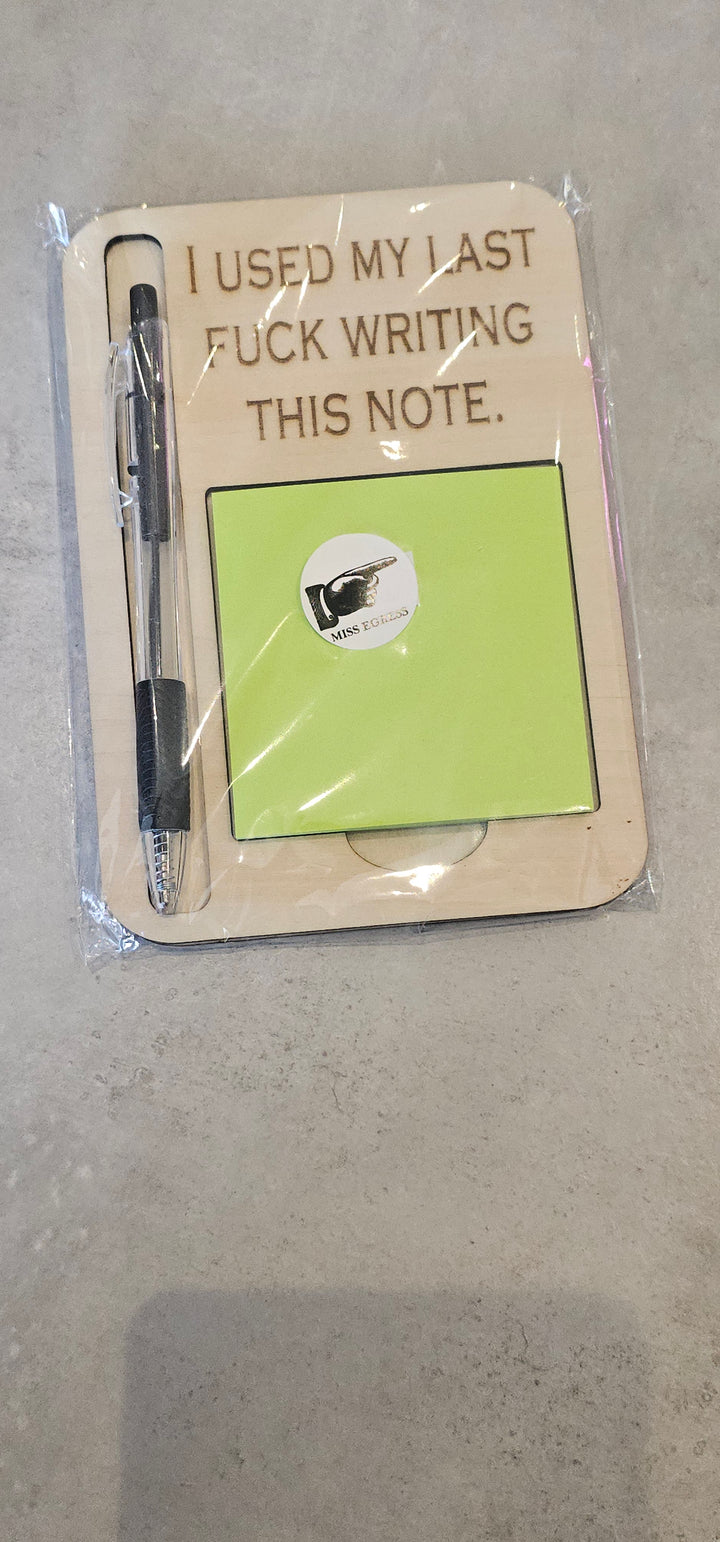 I USED MY LAST
FUCK WRITING
THIS NOTE.
MISS EGRESS